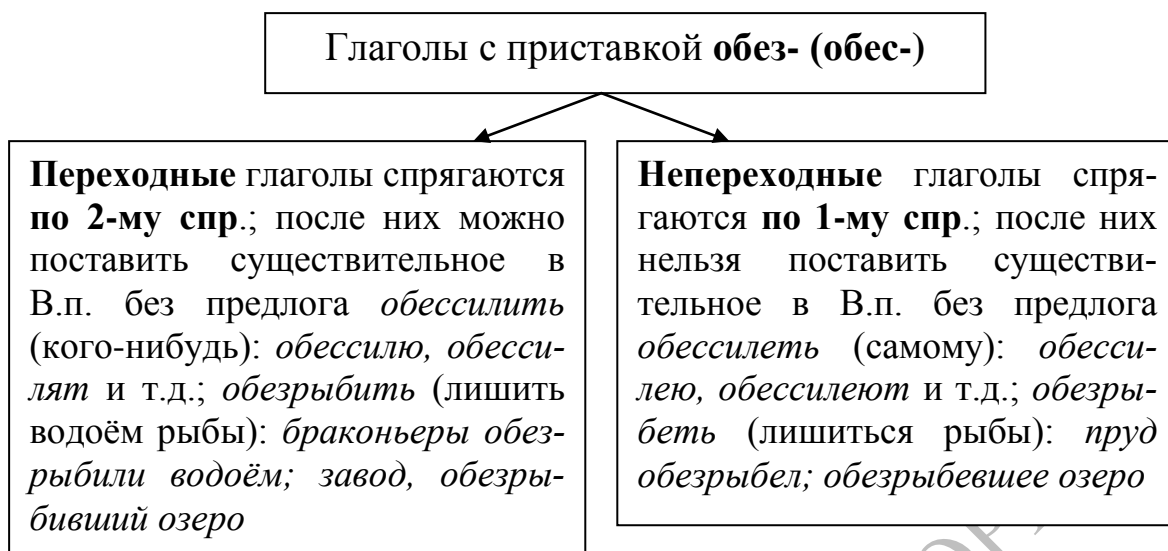 Глаголы с приставкой обез- (обес-)
Переходные глаголы спрягаются
по 2-му спр.; после них можно
поставить существительное в
В.п. без предлога обессилить
(кого-нибудь): обессилю, обесси-
лят и т.д.; обезрыбить (лишить
водоём рыбы): браконьеры обез-
рыбили водоём; завод, обезры-
бивший озеро
Непереходные глаголы спря-
гаются по 1-му спр.; после них
нельзя поставить существи-
тельное в В.п. без предлога
обессилеть (самому): обесси-
лею, обессилеют и т.д.; обезры-
беть (лишиться рыбы): пруд
обезрыбел; обезрыбевшее озеро